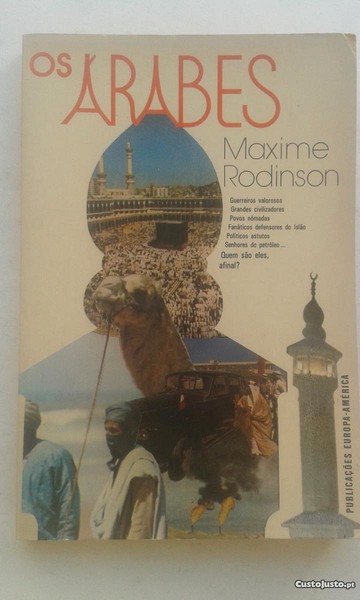 OS ÁRABES
Maxime
Rodinson
Guerreiros valorosos
Grandes civilizadores
Povos nómadas
Fanáticos defensores do Islão
Políticos astutos
Senhores do petróleo...
Quem são eles,
afinal?
PUBLICAÇÕES EUROPA-AMÉRICA
CustoJusto.pt